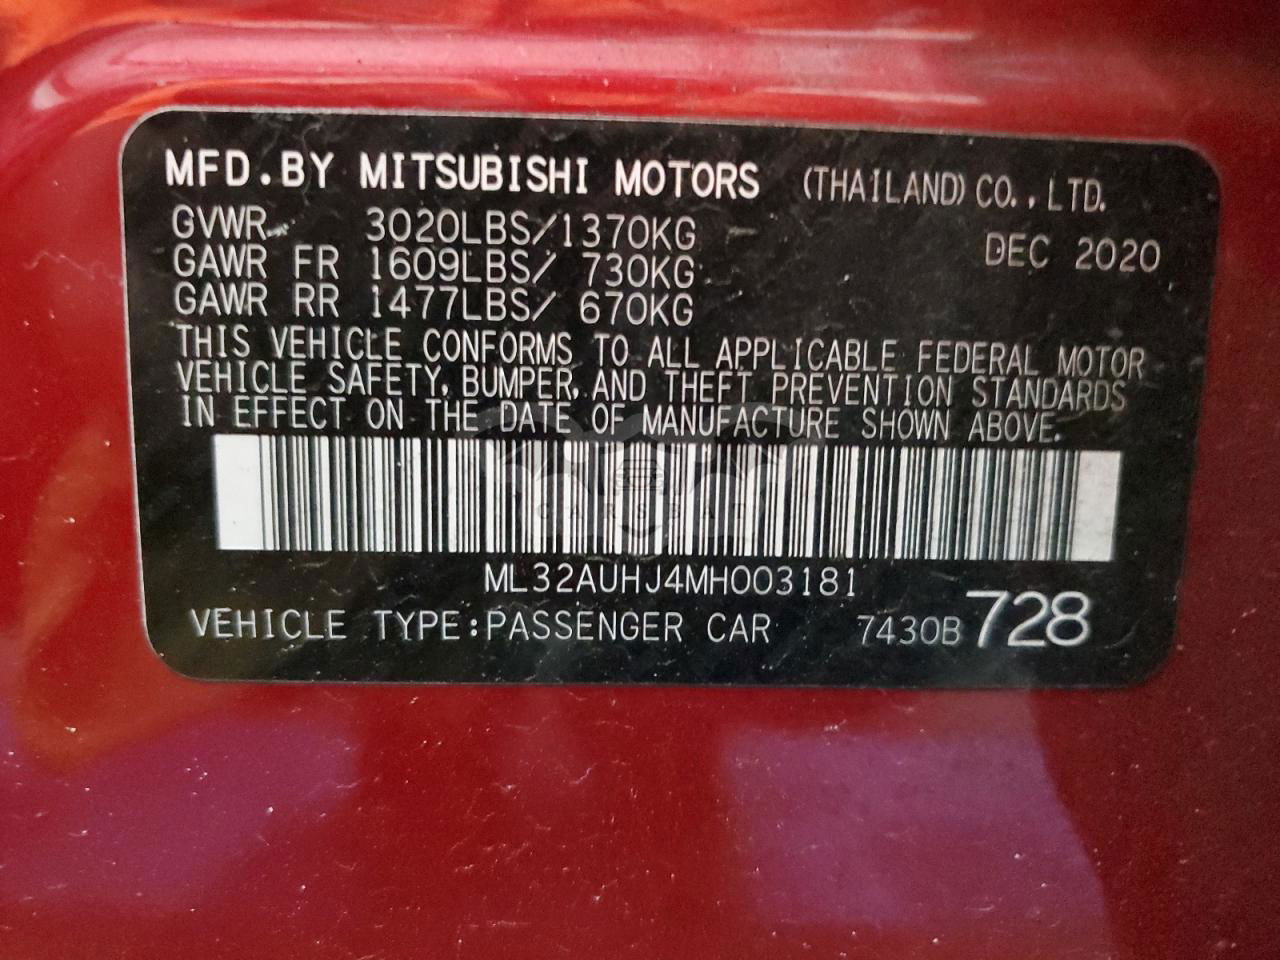 MFD.BY MITSUBISHI MOTORS (THAILAND)CO.,LTD.
GVWR 3020LBS/1370KG DEC 2020
GAWR FR 1609LBS/ 730KG
GAWR RR 1477LBS/ 670KG
THIS VEHICLE CONFORMS TO ALL APPLICABLE FEDERAL MOTOR
VEHICLE SAFETY, BUMPER, AND THEFT PREVENTION STANDARDS
IN EFFECT ON THE DATE OF MANUFACTURE SHOWN ABOVE.
ML32AUHJ4MH003181
VEHICLE TYPE:PASSENGER CAR 7430B 728